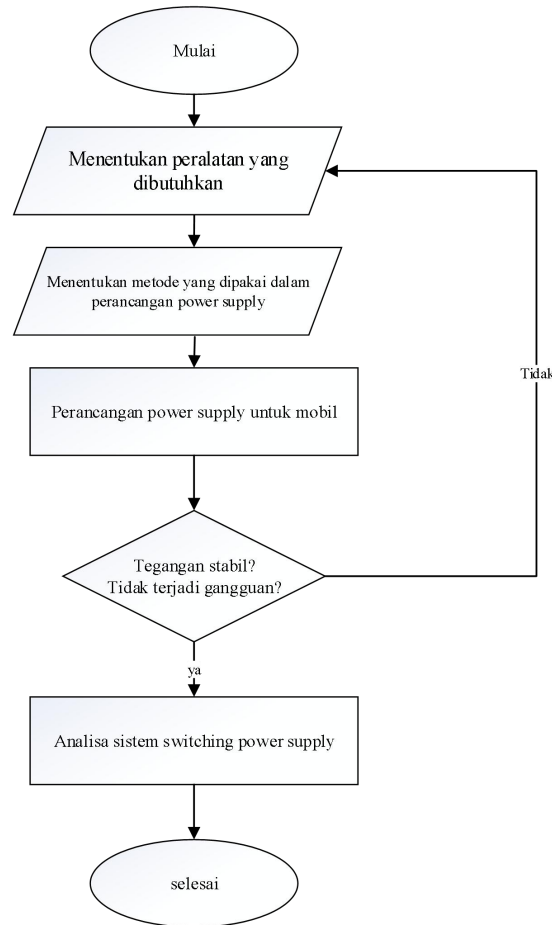 Mulai
Menentukan peralatan yang
dibutuhkan
Menentukan metode yang dipakai dalam
perancangan power supply
Tidak
Perancangan power supply untuk mobil
Tegangan stabil?
Tidak terjadi gangguan?
ya
Analisa sistem switching power supply
selesai